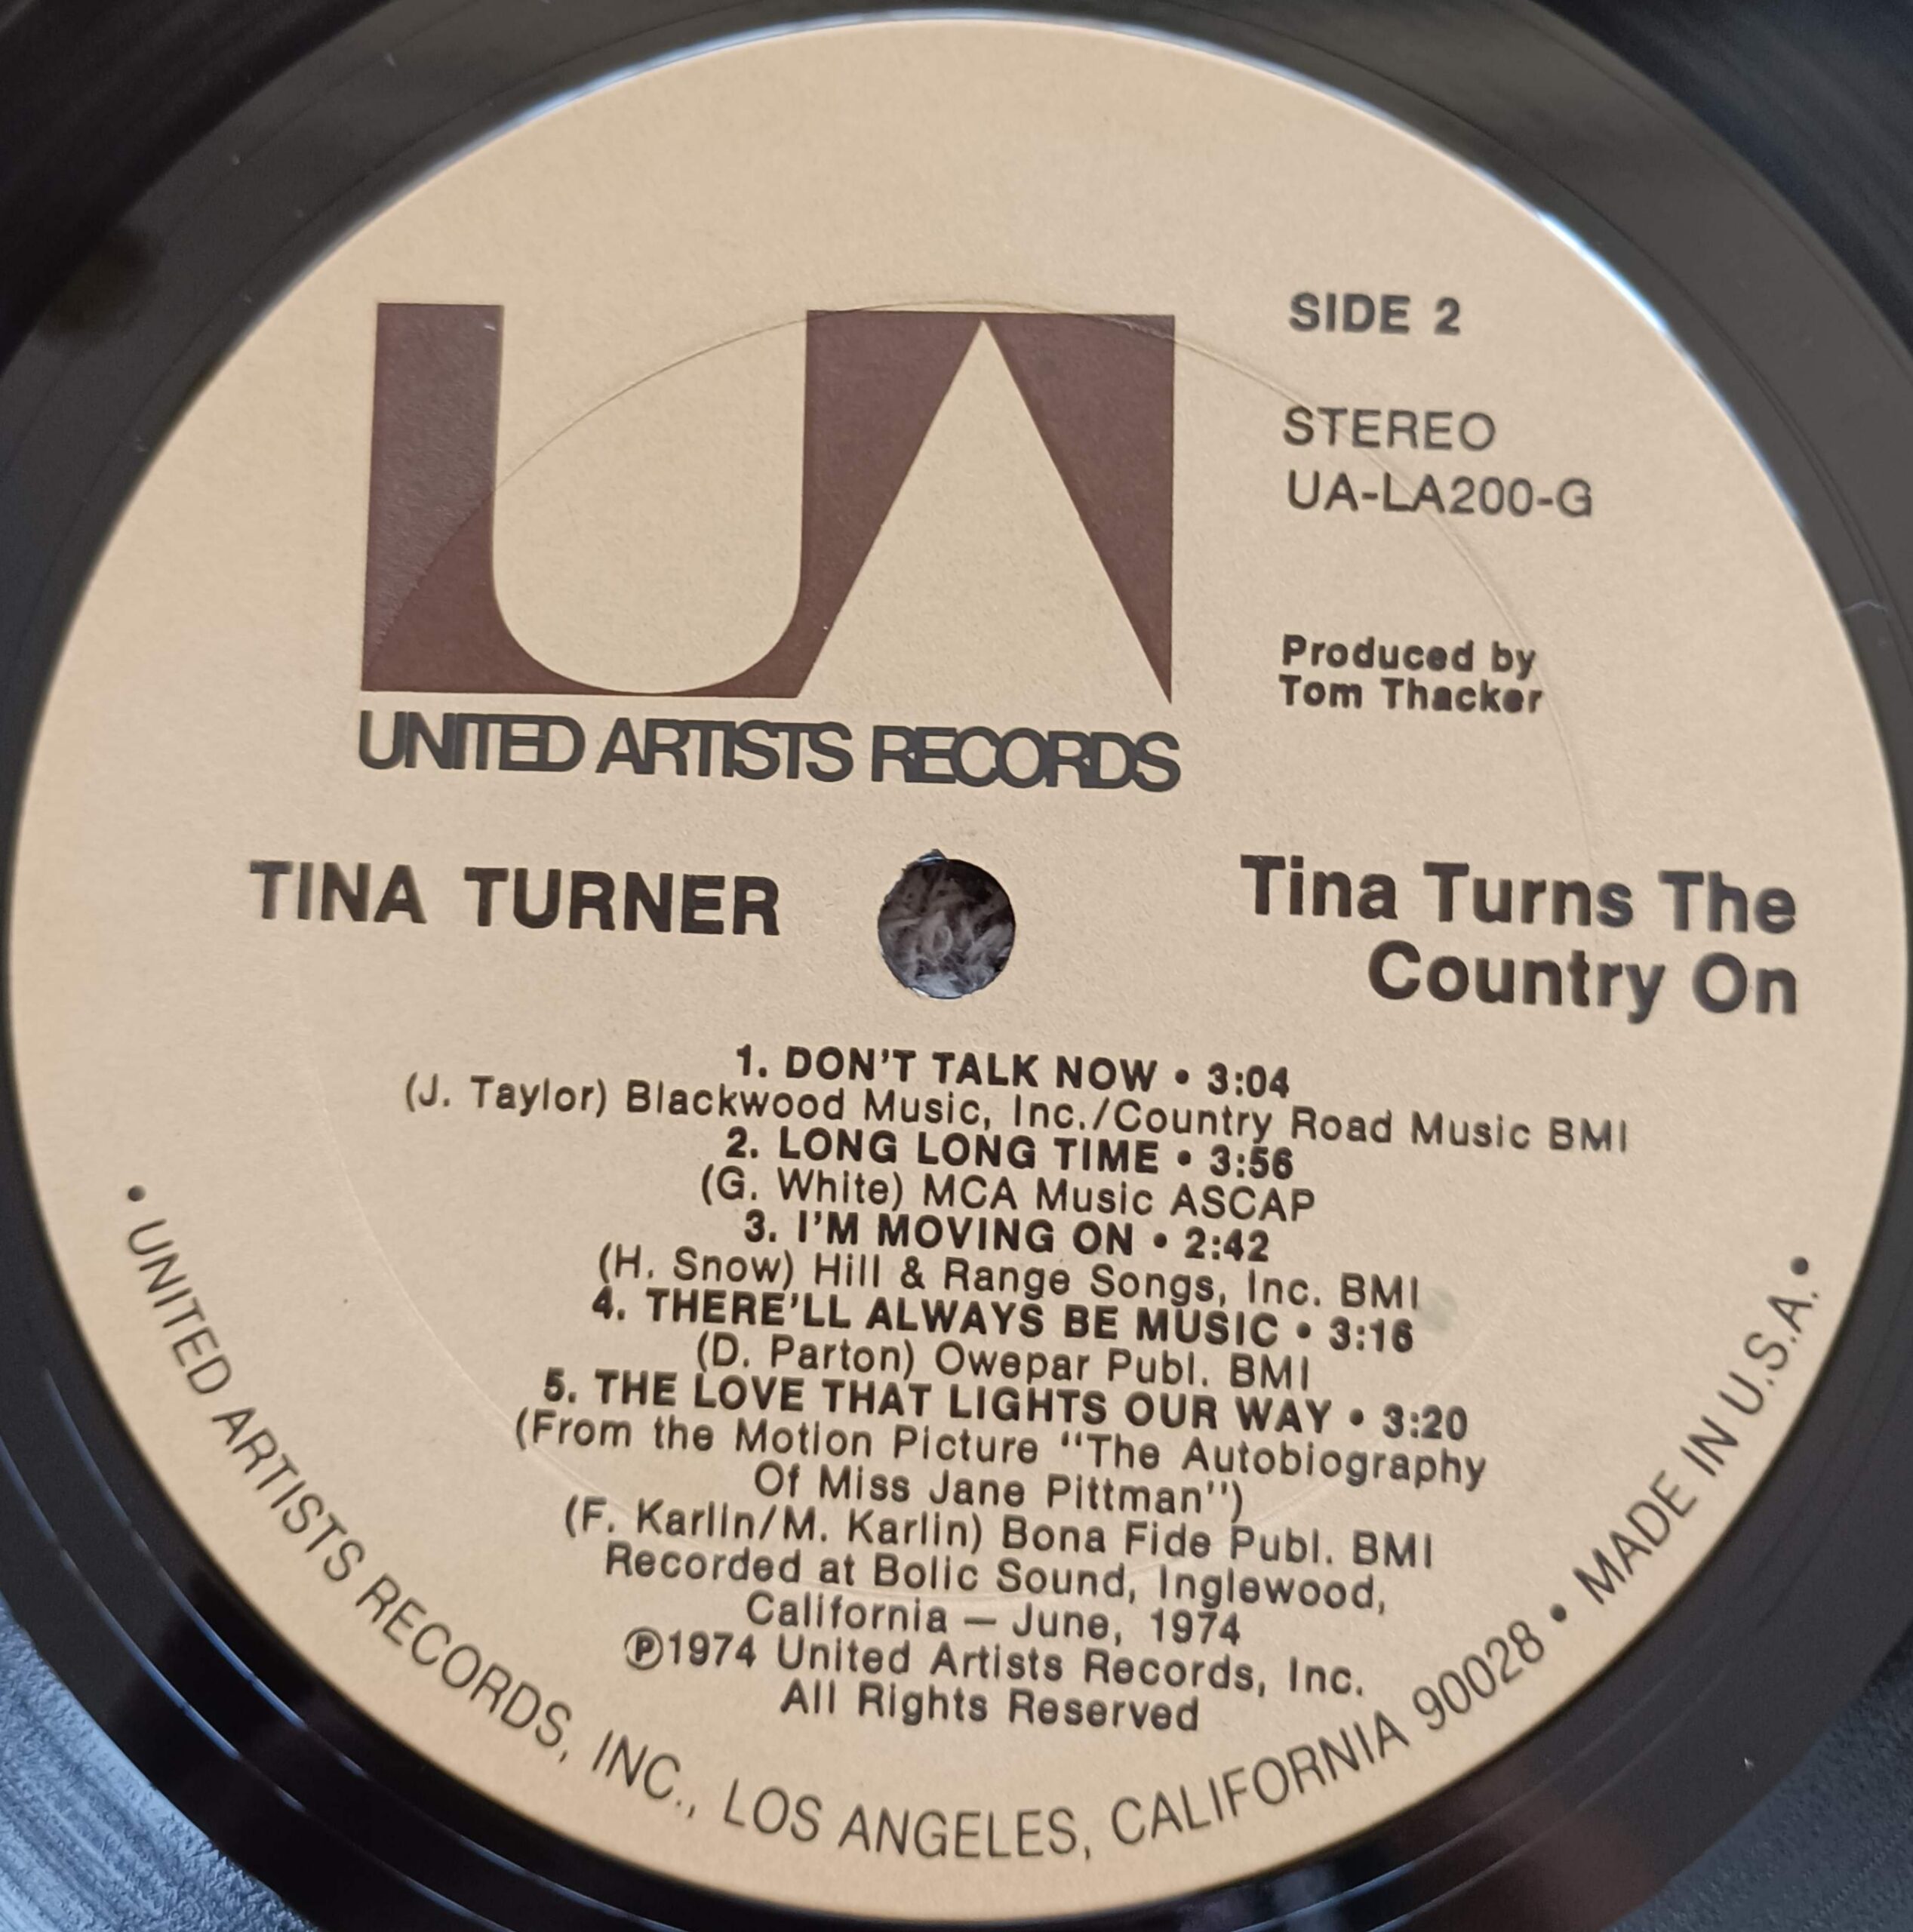 UA
UNITED ARTISTS RECORDS
SIDE 2
STEREO
UA-LA200-G
Produced by
Tom Thacker
TINA TURNER
Tina Turns The
Country On
1. DON'T TALK NOW • 3:04
(J. Taylor) Blackwood Music, Inc./Country Road Music BMI
2. LONG LONG TIME • 3:56
(G. White) MCA Music ASCAP
3. I'M MOVING ON • 2:42
(H. Snow) Hill & Range Songs, Inc. BMI
4. THERE'LL ALWAYS BE MUSIC • 3:16
(D. Parton) Owepar Publ. BMI
5. THE LOVE THAT LIGHTS OUR WAY • 3:20
(From the Motion Picture "The Autobiography
Of Miss Jane Pittman")
(F. Karlin/M. Karlin) Bona Fide Publ. BMI
Recorded at Bolic Sound, Inglewood,
California — June, 1974
℗1974 United Artists Records, Inc.
All Rights Reserved
• UNITED ARTISTS RECORDS, INC., LOS ANGELES, CALIFORNIA 90028 • MADE IN U.S.A. •